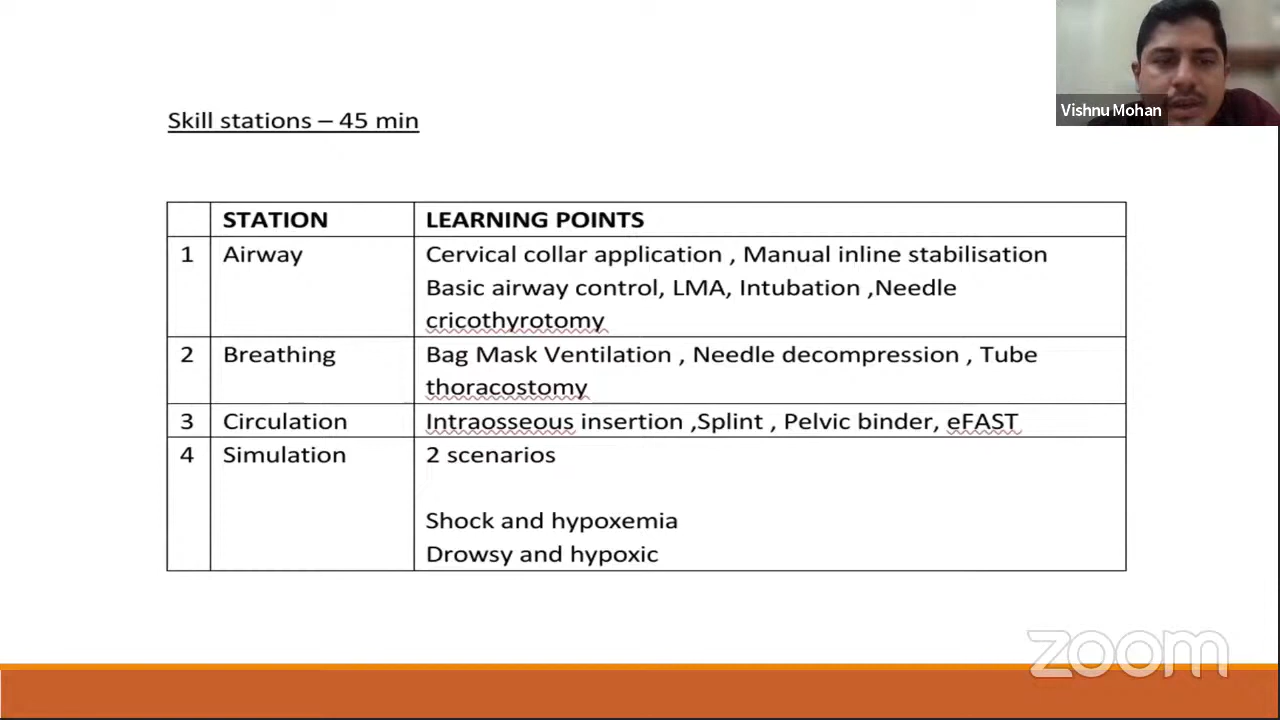 Vishnu Mohan
Skill stations – 45 min
STATION LEARNING POINTS
1 Airway Cervical collar application , Manual inline stabilisation
Basic airway control, LMA, Intubation ,Needle
cricothyrotomy
2 Breathing Bag Mask Ventilation , Needle decompression , Tube
thoracostomy
3 Circulation Intraosseous insertion ,Splint , Pelvic binder, eFAST
4 Simulation 2 scenarios
Shock and hypoxemia
Drowsy and hypoxic
zoom